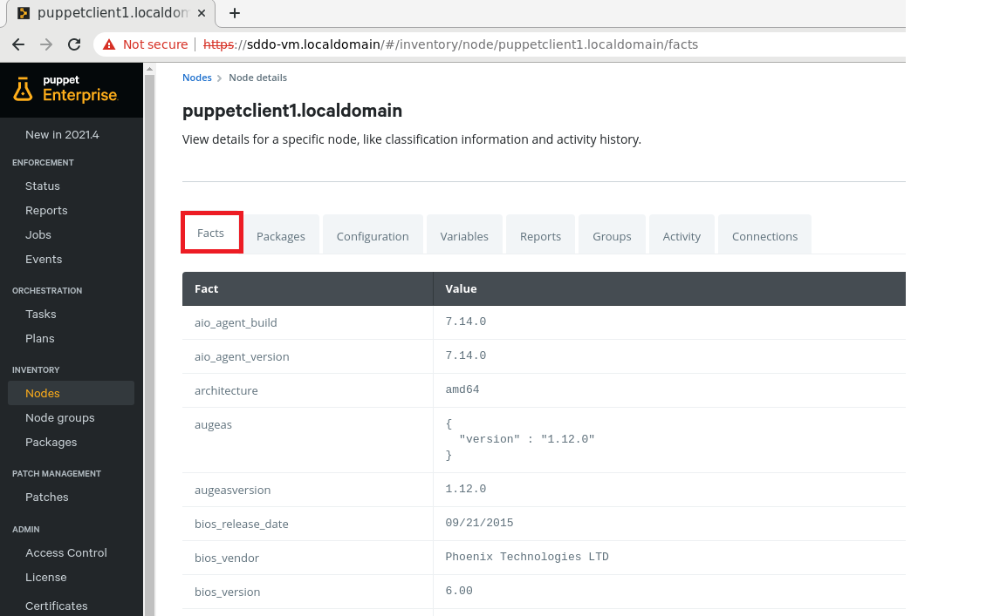 puppetclient1.localdom
Not secure https://sddo-vm.localdomain/#/inventory/node/puppetclient1.localdomain/facts
puppet
Enterprise
New in 2021.4
ENFORCEMENT
Status
Reports
Jobs
Events
ORCHESTRATION
Tasks
Plans
INVENTORY
Nodes
Node groups
Packages
PATCH MANAGEMENT
Patches
ADMIN
Access Control
License
Certificates
Nodes > Node details
puppetclient1.localdomain
View details for a specific node, like classification information and activity history.
Facts Packages Configuration Variables Reports Groups Activity Connections
Fact Value
aio_agent_build 7.14.0
aio_agent_version 7.14.0
architecture amd64
augeas {
"version" : "1.12.0"
}
augeasversion 1.12.0
bios_release_date 09/21/2015
bios_vendor Phoenix Technologies LTD
bios_version 6.00